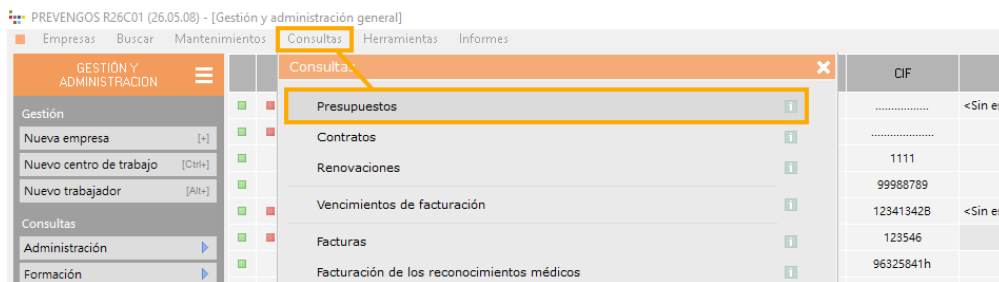 PREVENGOS R26C01 (26.05.08) - [Gestión y administración general]
Empresas Buscar Mantenimientos Consultas Herramientas Informes
GESTIÓN Y
ADMINISTRACION
Consultas
CIF
Gestión
Presupuestos
................. <Sin es
Nueva empresa [+]
Contratos
....................
Nuevo centro de trabajo [Ctrl+]
Renovaciones
1111
Nuevo trabajador [Alt+]
99988789
Vencimientos de facturación
12341342B <Sin es
Consultas
Administración
Facturas
123546
Formación
Facturación de los reconocimientos médicos
96325841h